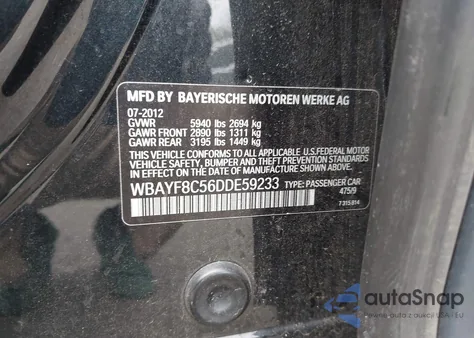 MFD BY BAYERISCHE MOTOREN WERKE AG
07-2012
GVWR 5940 lbs 2694 kg
GAWR FRONT 2890 lbs 1311 kg
GAWR REAR 3195 lbs 1449 kg
THIS VEHICLE CONFORMS TO ALL APPLICABLE U.S.FEDERAL MOTOR
VEHICLE SAFETY, BUMPER AND THEFT PREVENTION STANDARDS
IN EFFECT ON THE DATE OF MANUFACTURE SHOWN ABOVE.
WBAYF8C56DDE59233 TYPE: PASSENGER CAR
475/9
7315814
autoSnap